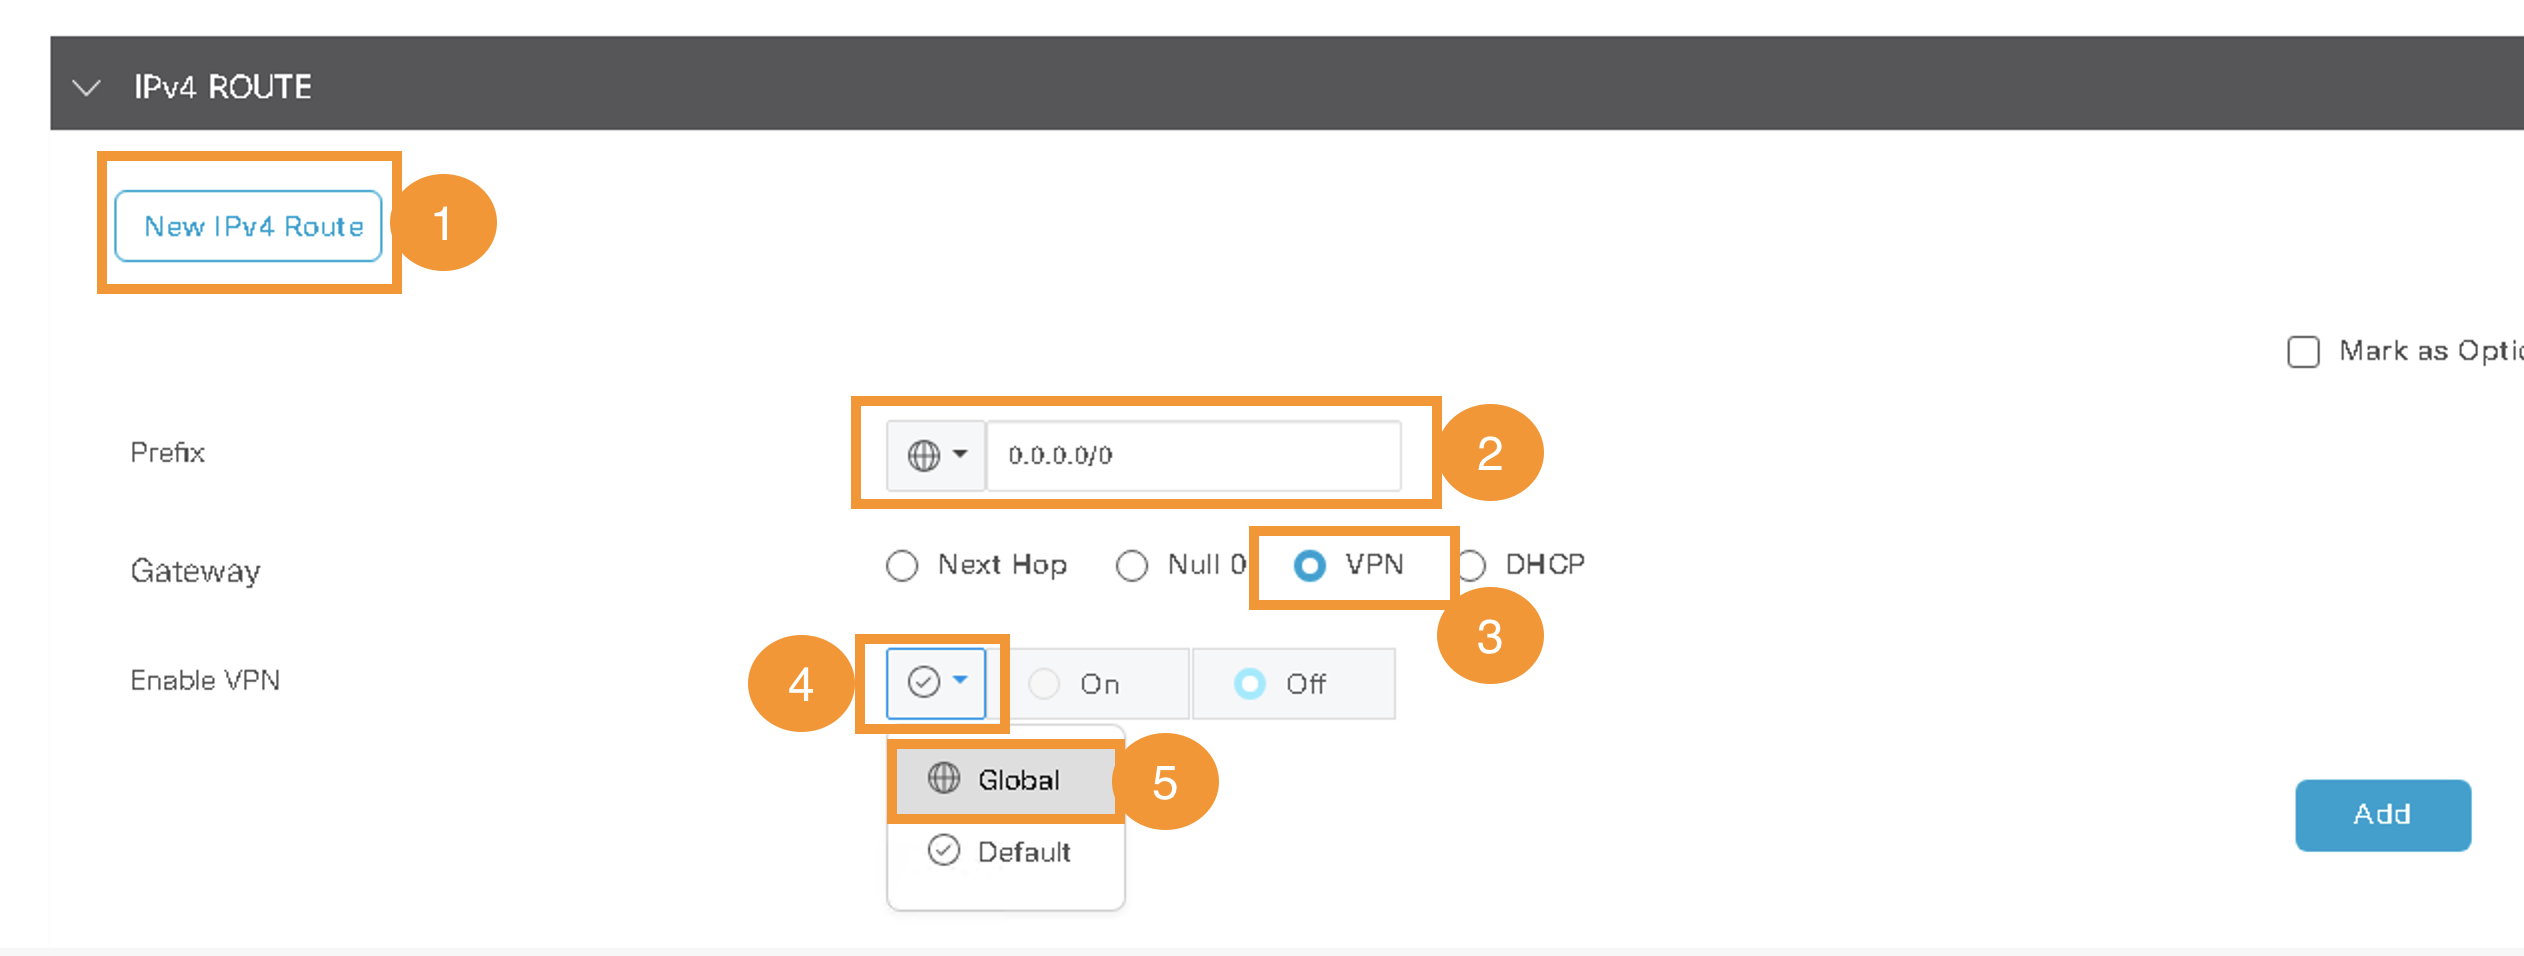 IPv4 ROUTE
New IPv4 Route
1
Mark as Optic
Prefix
0.0.0.0/0
2
Gateway
Next Hop
Null 0
VPN
DHCP
3
Enable VPN
4
On
Off
Global
5
Default
Add